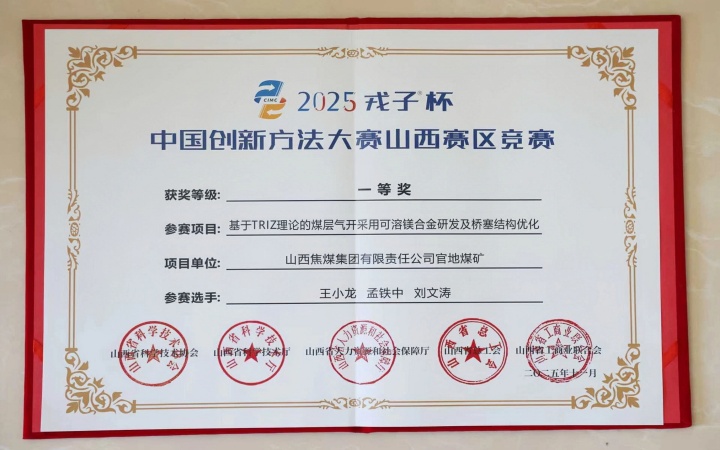 CIMC
2025戎子®杯
中国创新方法大赛山西赛区竞赛
获奖等级: 一等奖
参赛项目: 基于TRIZ理论的煤层气开采用可溶镁合金研发及桥塞结构优化
项目单位: 山西焦煤集团有限责任公司官地煤矿
参赛选手: 王小龙 孟铁中 刘文涛
山西省科学技术协会 山西省科学技术厅 山西省人力资源和社会保障厅 山西省总工会 山西省工商业联合会
二〇二五年十一月